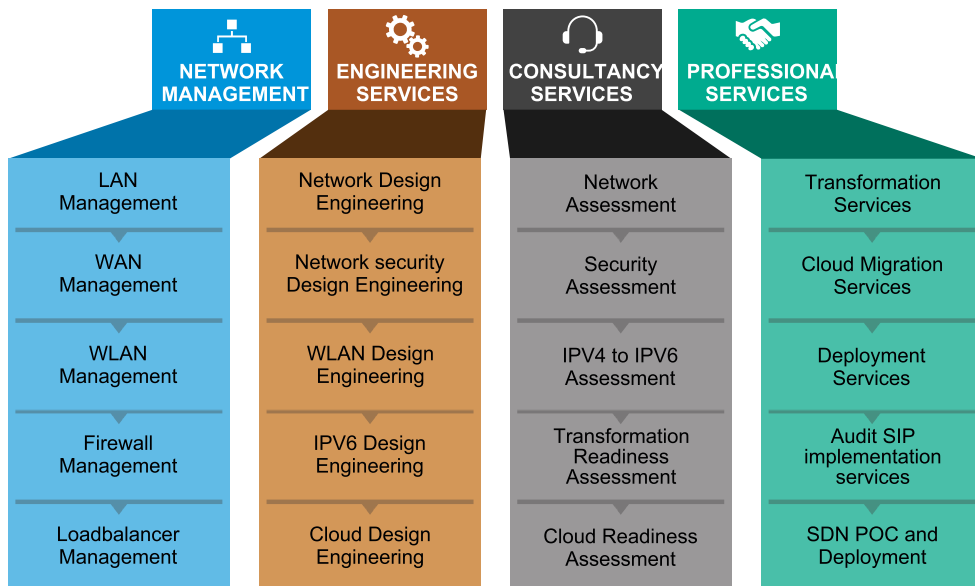 NETWORK
MANAGEMENT
ENGINEERING
SERVICES
CONSULTANCY
SERVICES
PROFESSIONAL
SERVICES
LAN
Management
WAN
Management
WLAN
Management
Firewall
Management
Loadbalancer
Management
Network Design
Engineering
Network security
Design Engineering
WLAN Design
Engineering
IPV6 Design
Engineering
Cloud Design
Engineering
Network
Assessment
Security
Assessment
IPV4 to IPV6
Assessment
Transformation
Readiness
Assessment
Cloud Readiness
Assessment
Transformation
Services
Cloud Migration
Services
Deployment
Services
Audit SIP
implementation
services
SDN POC and
Deployment